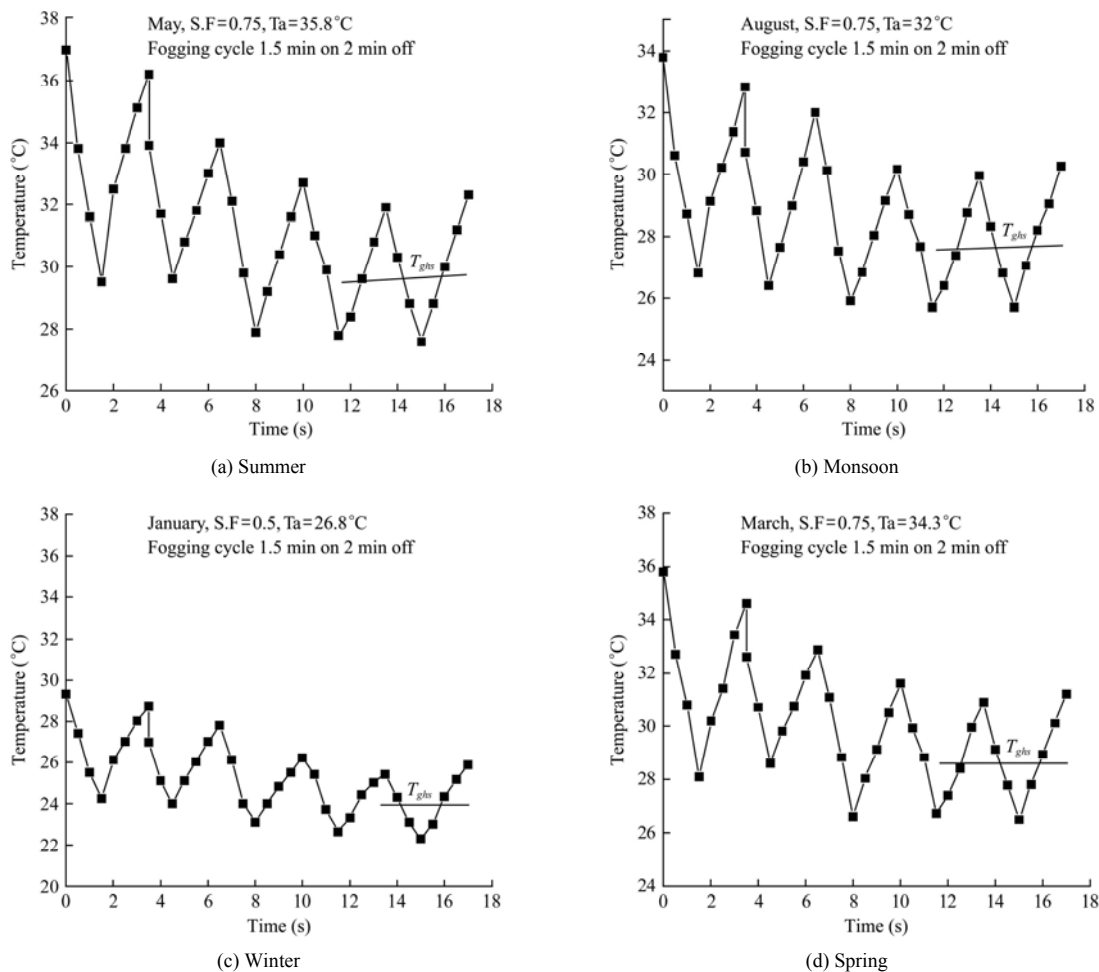 May, S.F=0.75, Ta=35.8°C
Fogging cycle 1.5 min on 2 min off
Temperature (°C)
38
36
34
32
30
28
26
T_ghs
0 2 4 6 8 10 12 14 16 18
Time (s)
(a) Summer
August, S.F=0.75, Ta=32°C
Fogging cycle 1.5 min on 2 min off
Temperature (°C)
34
32
30
28
26
24
T_ghs
0 2 4 6 8 10 12 14 16 18
Time (s)
(b) Monsoon
January, S.F=0.5, Ta=26.8°C
Fogging cycle 1.5 min on 2 min off
Temperature (°C)
38
36
34
32
30
28
26
24
22
20
T_ghs
0 2 4 6 8 10 12 14 16 18
Time (s)
(c) Winter
March, S.F=0.75, Ta=34.3°C
Fogging cycle 1.5 min on 2 min off
Temperature (°C)
38
36
34
32
30
28
26
24
T_ghs
0 2 4 6 8 10 12 14 16 18
Time (s)
(d) Spring